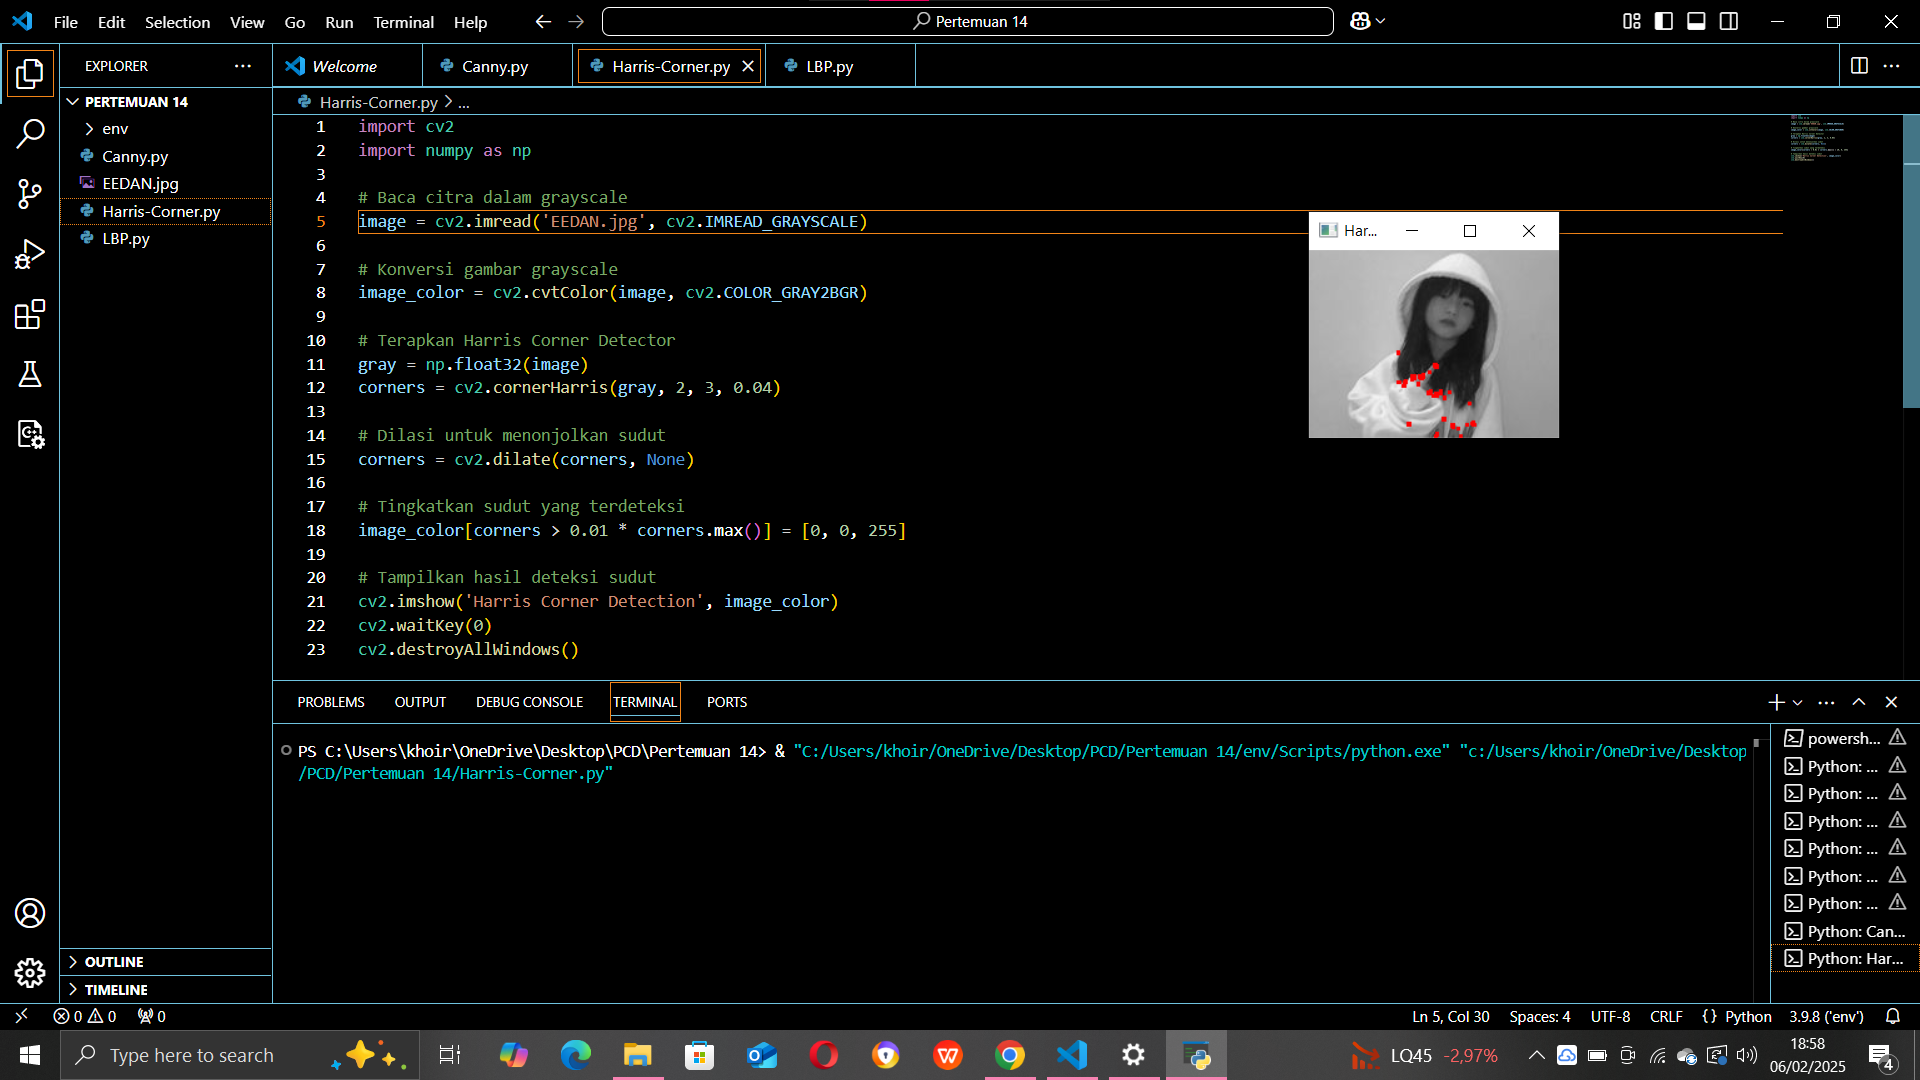 File Edit Selection View Go Run Terminal Help
Pertemuan 14
EXPLORER
Welcome
Canny.py
Harris-Corner.py
LBP.py
PERTEMUAN 14
env
Canny.py
EEDAN.jpg
Harris-Corner.py
LBP.py
OUTLINE
TIMELINE
Harris-Corner.py > ...
1 import cv2
2 import numpy as np
3
4 # Baca citra dalam grayscale
5 image = cv2.imread('EEDAN.jpg', cv2.IMREAD_GRAYSCALE)
6
7 # Konversi gambar grayscale
8 image_color = cv2.cvtColor(image, cv2.COLOR_GRAY2BGR)
9
10 # Terapkan Harris Corner Detector
11 gray = np.float32(image)
12 corners = cv2.cornerHarris(gray, 2, 3, 0.04)
13
14 # Dilasi untuk menonjolkan sudut
15 corners = cv2.dilate(corners, None)
16
17 # Tingkatkan sudut yang terdeteksi
18 image_color[corners > 0.01 * corners.max()] = [0, 0, 255]
19
20 # Tampilkan hasil deteksi sudut
21 cv2.imshow('Harris Corner Detection', image_color)
22 cv2.waitKey(0)
23 cv2.destroyAllWindows()
Har...
PROBLEMS OUTPUT DEBUG CONSOLE TERMINAL PORTS
PS C:\Users\khoir\OneDrive\Desktop\PCD\Pertemuan 14> & "C:/Users/khoir/OneDrive/Desktop/PCD/Pertemuan 14/env/Scripts/python.exe" "c:/Users/khoir/OneDrive/Desktop
/PCD/Pertemuan 14/Harris-Corner.py"
powersh...
Python: ...
Python: ...
Python: ...
Python: ...
Python: ...
Python: ...
Python: Can...
Python: Har...
0 0 0
Ln 5, Col 30 Spaces: 4 UTF-8 CRLF {} Python 3.9.8 ('env')
Type here to search
LQ45 -2,97%
18:58
06/02/2025
4